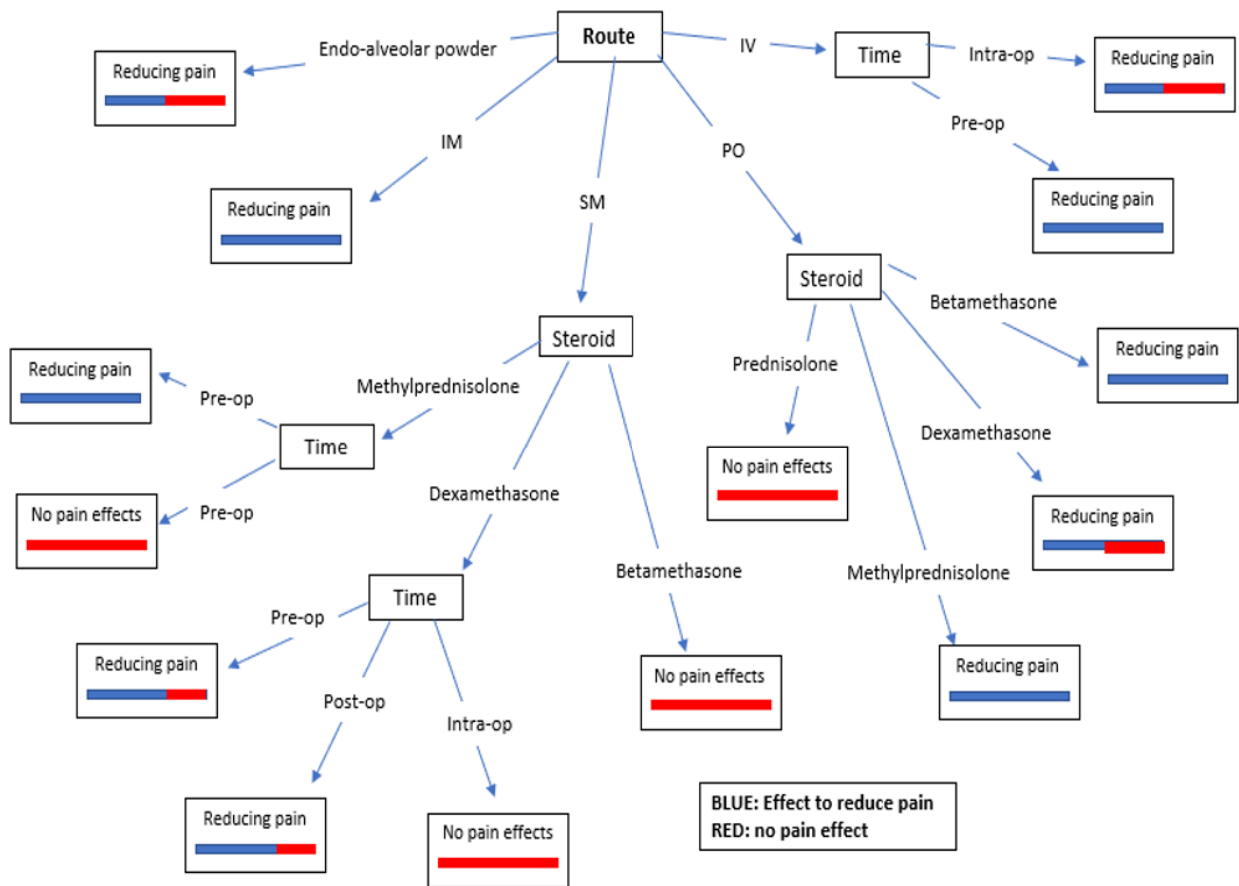 Route
Endo-alveolar powder
IV
Time
Intra-op
Reducing pain
Reducing pain
Pre-op
IM
PO
Reducing pain
SM
Reducing pain
Steroid
Betamethasone
Steroid
Prednisolone
Reducing pain
Reducing pain
Methylprednisolone
Pre-op
Dexamethasone
Time
No pain effects
Dexamethasone
No pain effects
Pre-op
Reducing pain
Betamethasone
Methylprednisolone
Time
Pre-op
Reducing pain
No pain effects
Reducing pain
Post-op
Intra-op
BLUE: Effect to reduce pain
RED: no pain effect
Reducing pain
No pain effects